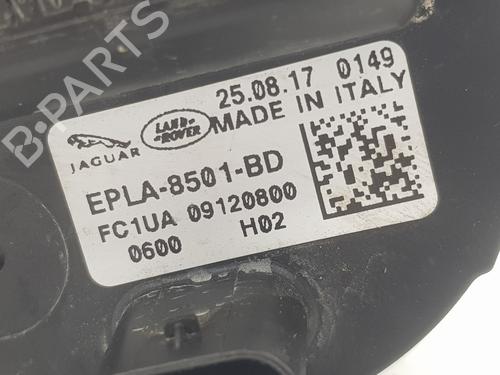 B-PARTS
25.08.17 0149
MADE IN ITALY
JAGUAR
LAND-
ROVER
EPLA-8501-BD
FC1UA 09120800
0600 H02